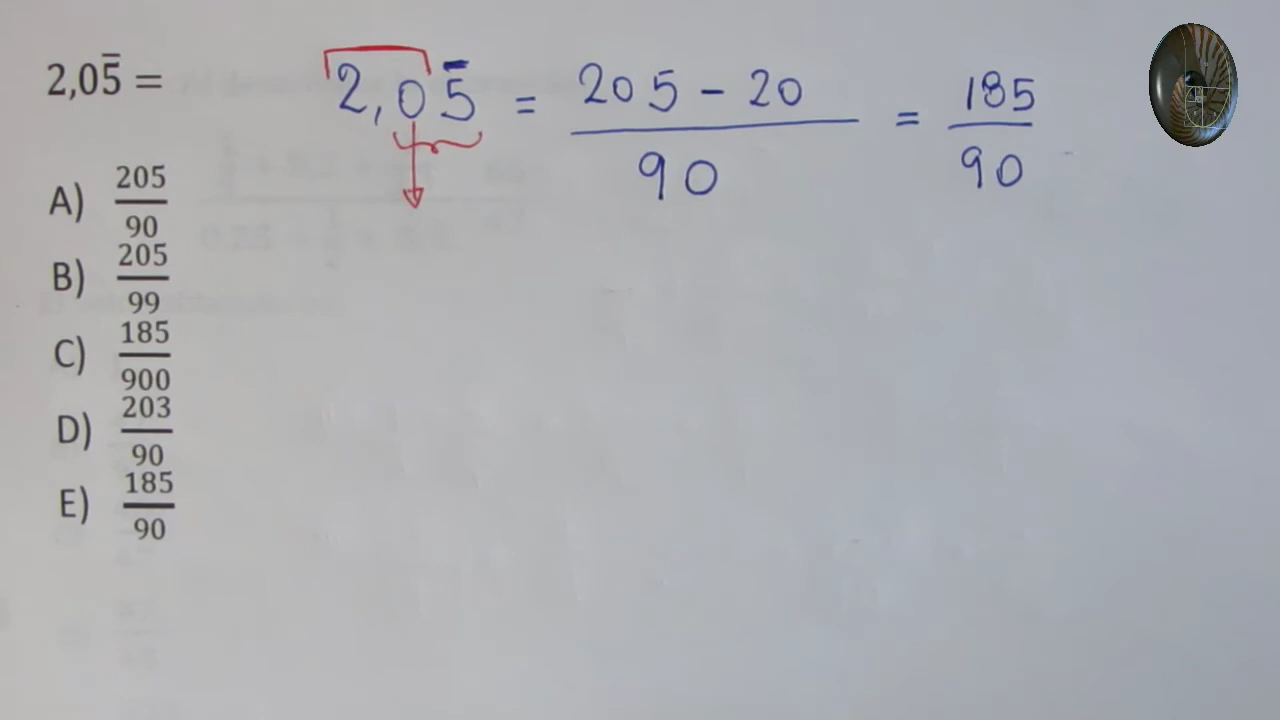 2,05̅ =
2,05̅ = (205 - 20)/90 = 185/90
A) 205/90
B) 205/99
C) 185/900
D) 203/90
E) 185/90